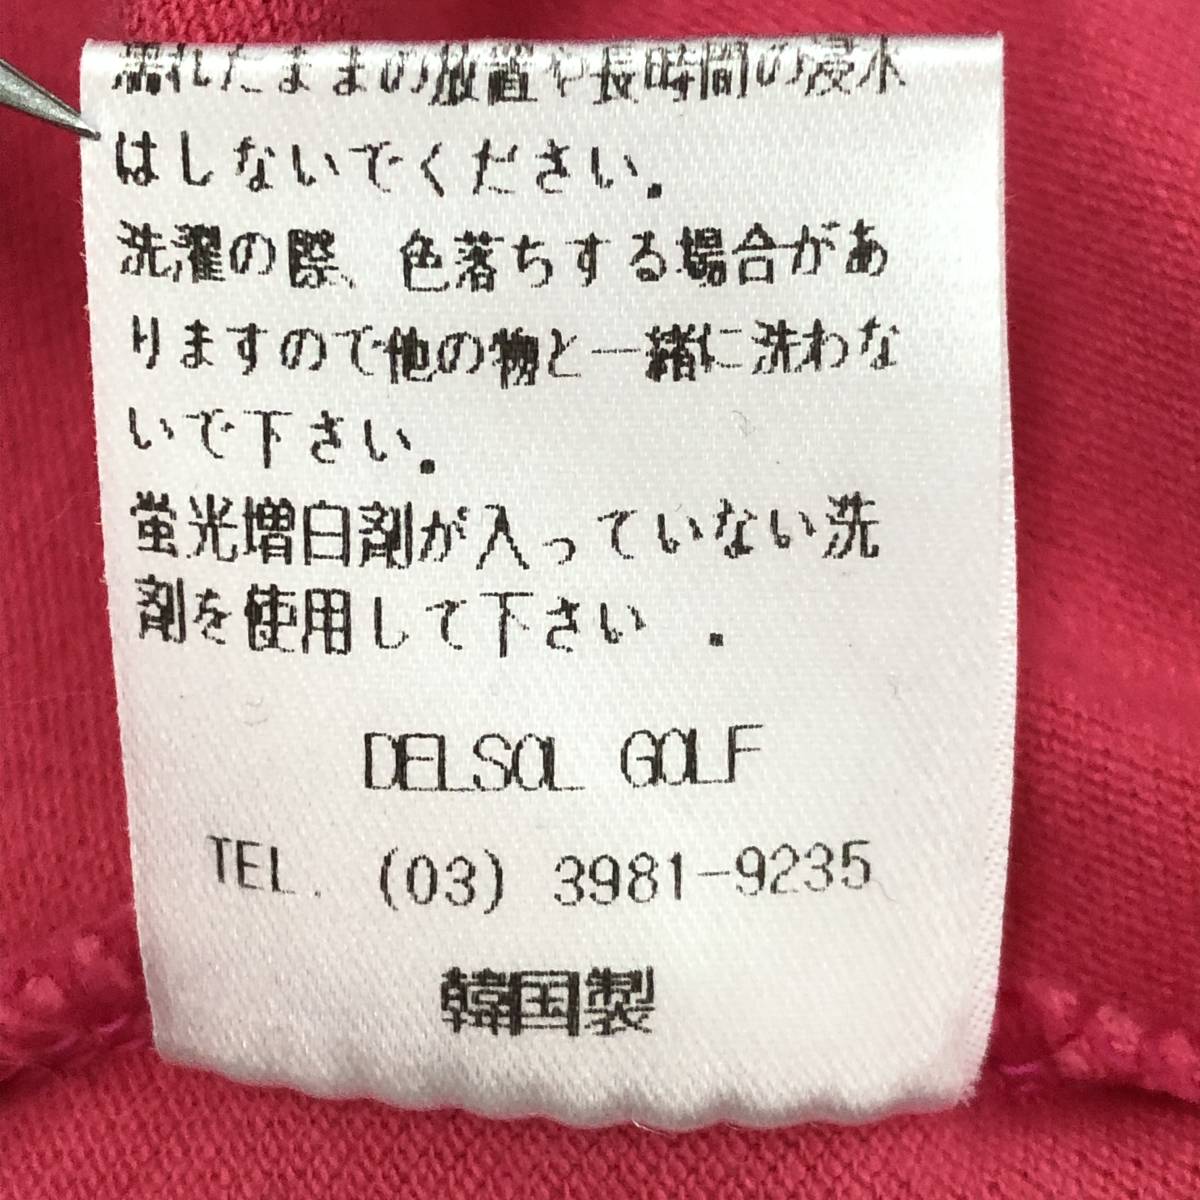 濡れたままの放置や長時間の浸水
はしないでください.
洗濯の際、色落ちする場合があ
りますので他の物と一緒に洗わな
いで下さい.
蛍光増白剤が入っていない洗
剤を使用して下さい .
DELSOL GOLF
TEL. (03) 3981-9235
韓国製